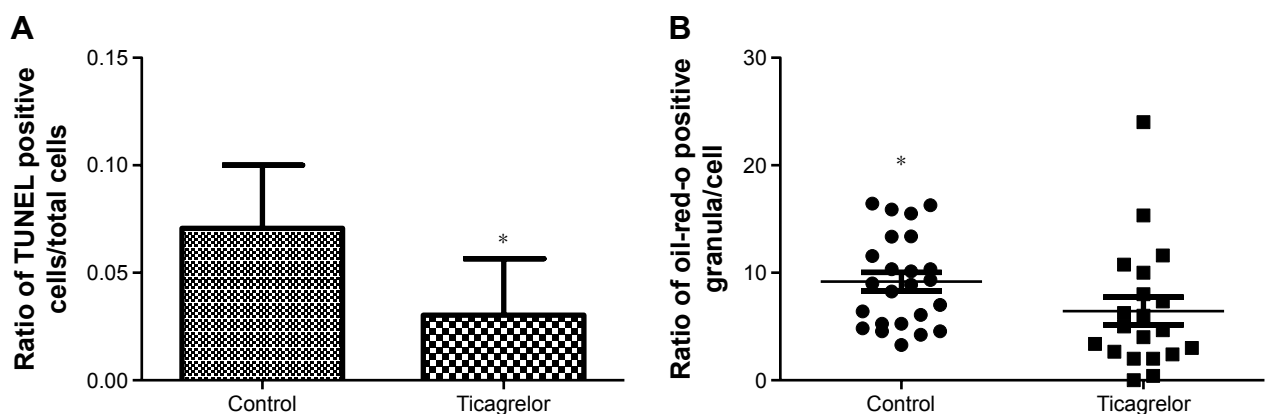 A
Ratio of TUNEL positive
cells/total cells
0.15
0.10
0.05
0.00
*
Control
Ticagrelor
B
Ratio of oil-red-o positive
granula/cell
30
20
10
0
*
Control
Ticagrelor